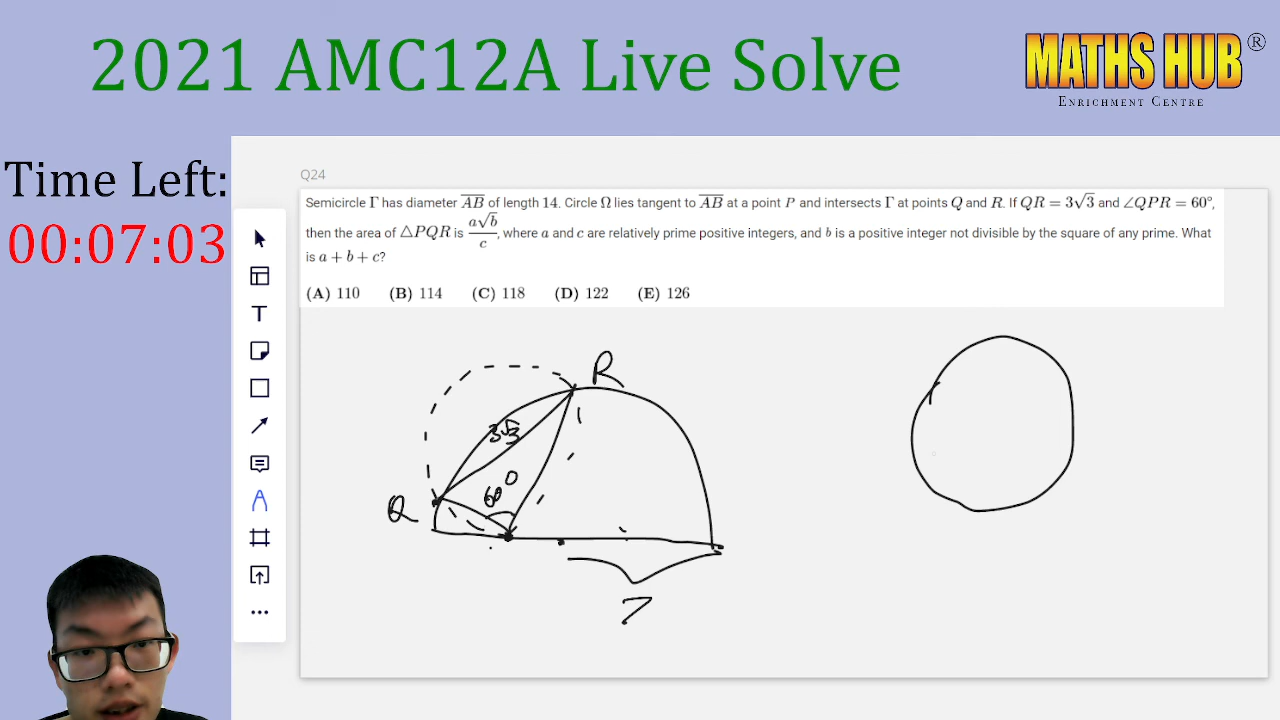 2021 AMC12A Live Solve
MATHS HUB®
ENRICHMENT CENTRE
Time Left:
00:07:03
Q24
Semicircle Γ has diameter \overline{AB} of length 14. Circle Ω lies tangent to \overline{AB} at a point P and intersects Γ at points Q and R. If QR = 3√3 and ∠QPR = 60°,
then the area of △PQR is \frac{a\sqrt{b}}{c}, where a and c are relatively prime positive integers, and b is a positive integer not divisible by the square of any prime. What
is a + b + c?
(A) 110 (B) 114 (C) 118 (D) 122 (E) 126
R
3√3
60°
Q
7
T